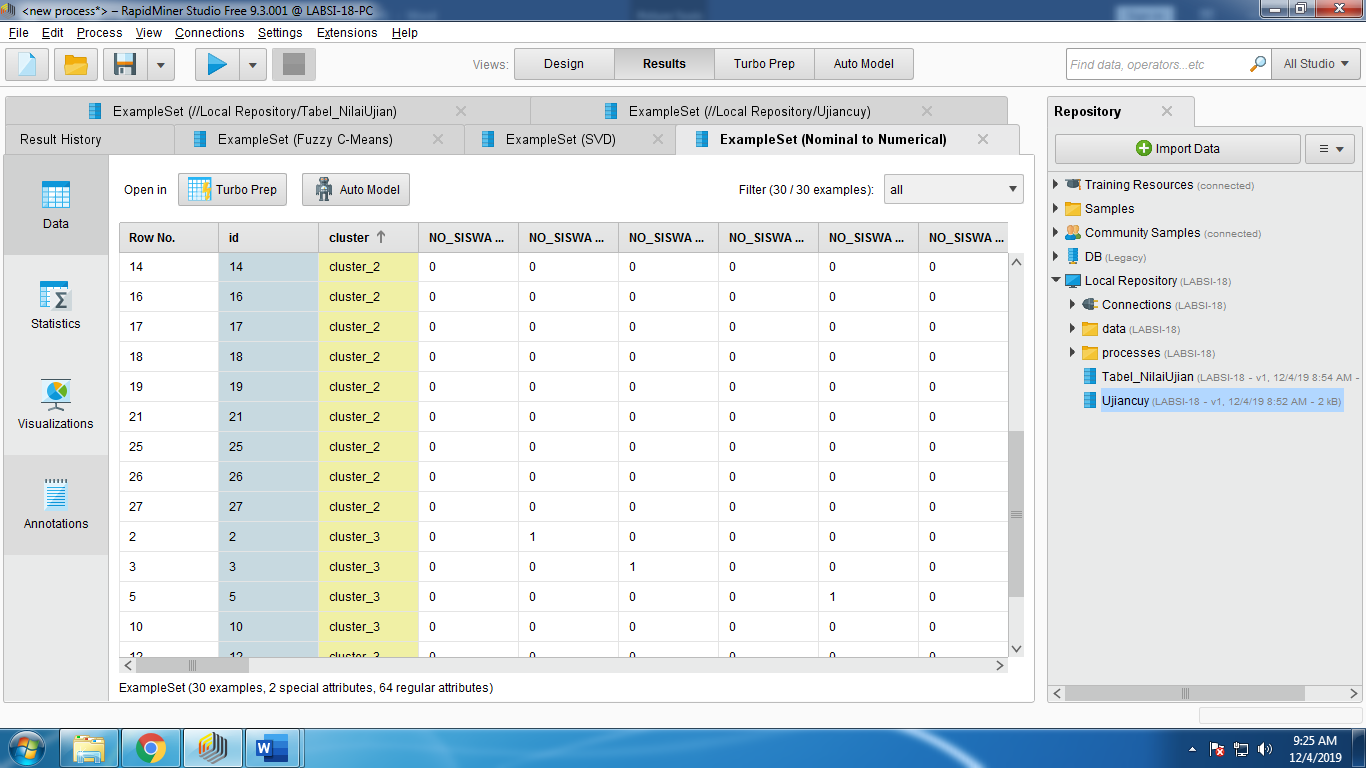 <new process*> – RapidMiner Studio Free 9.3.001 @ LABSI-18-PC
File Edit Process View Connections Settings Extensions Help
Views: Design Results Turbo Prep Auto Model Find data, operators...etc All Studio
ExampleSet (//Local Repository/Tabel_NilaiUjian) ExampleSet (//Local Repository/Ujiancuy)
Result History ExampleSet (Fuzzy C-Means) ExampleSet (SVD) ExampleSet (Nominal to Numerical)
Data
Statistics
Visualizations
Annotations
Open in Turbo Prep Auto Model Filter (30 / 30 examples): all
Row No. id cluster NO_SISWA ... NO_SISWA ... NO_SISWA ... NO_SISWA ... NO_SISWA ... NO_SISWA ...
14 14 cluster_2 0 0 0 0 0 0
16 16 cluster_2 0 0 0 0 0 0
17 17 cluster_2 0 0 0 0 0 0
18 18 cluster_2 0 0 0 0 0 0
19 19 cluster_2 0 0 0 0 0 0
21 21 cluster_2 0 0 0 0 0 0
25 25 cluster_2 0 0 0 0 0 0
26 26 cluster_2 0 0 0 0 0 0
27 27 cluster_2 0 0 0 0 0 0
2 2 cluster_3 0 1 0 0 0 0
3 3 cluster_3 0 0 1 0 0 0
5 5 cluster_3 0 0 0 0 1 0
10 10 cluster_3 0 0 0 0 0 0
12 12 cluster_3 0 0 0 0 0 0
ExampleSet (30 examples, 2 special attributes, 64 regular attributes)
Repository
Import Data
Training Resources (connected)
Samples
Community Samples (connected)
DB (Legacy)
Local Repository (LABSI-18)
Connections (LABSI-18)
data (LABSI-18)
processes (LABSI-18)
Tabel_NilaiUjian (LABSI-18 - v1, 12/4/19 8:54 AM -
Ujiancuy (LABSI-18 - v1, 12/4/19 8:52 AM - 2 kB)
9:25 AM
12/4/2019